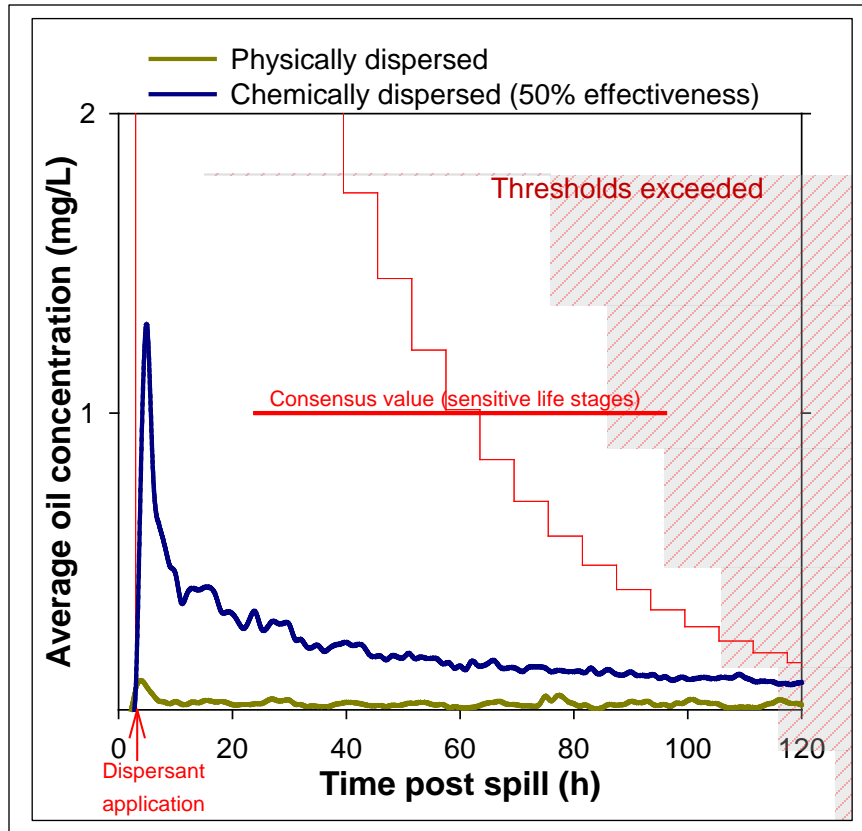 Physically dispersed
Chemically dispersed (50% effectiveness)
2
Thresholds exceeded
Average oil concentration (mg/L)
Consensus value (sensitive life stages)
1
0 20 40 60 80 100 120
Dispersant
application
Time post spill (h)